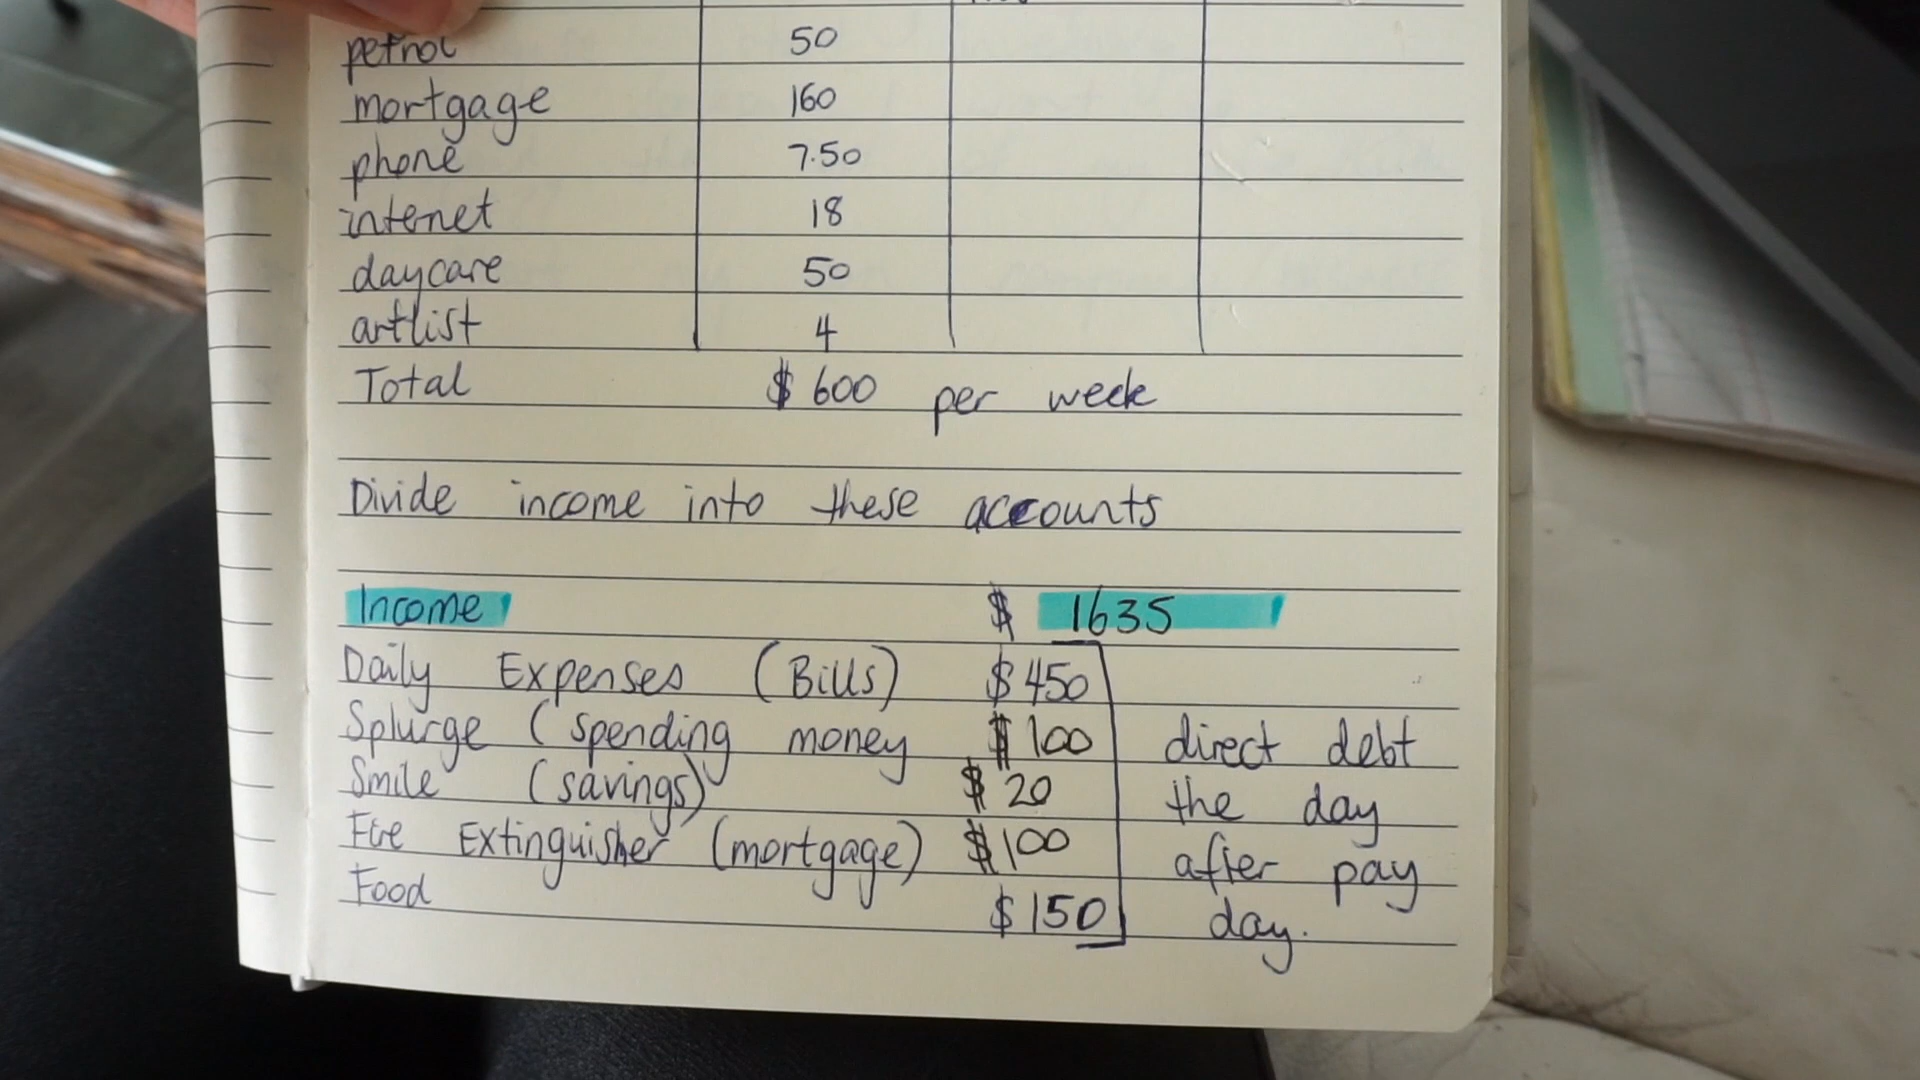 petrol 50
mortgage 160
phone 7.50
internet 18
daycare 50
artlist 4
Total $ 600 per week
Divide income into these accounts
Income $ 1635
Daily Expenses (Bills) $ 450
Splurge (spending money $ 100 direct debt
Smile (savings) $ 20 the day
Fire Extinguisher (mortgage) $ 100 after pay
Food $ 150 day.